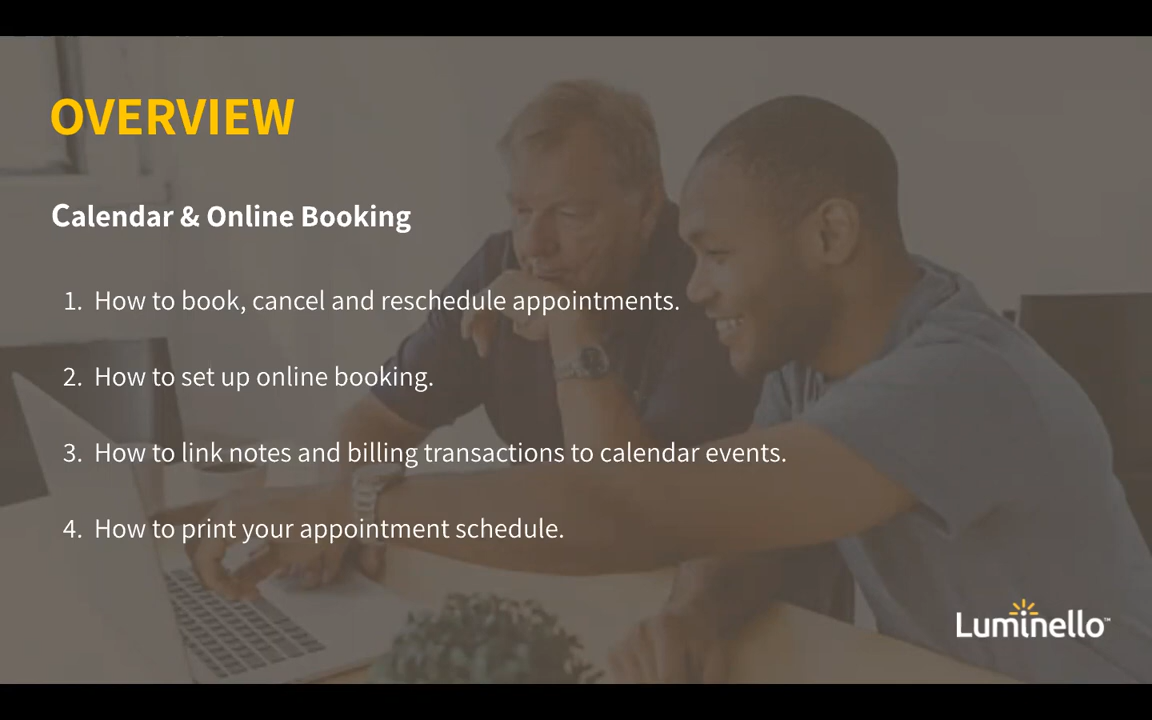 OVERVIEW
Calendar & Online Booking
1. How to book, cancel and reschedule appointments.
2. How to set up online booking.
3. How to link notes and billing transactions to calendar events.
4. How to print your appointment schedule.
Luminello™